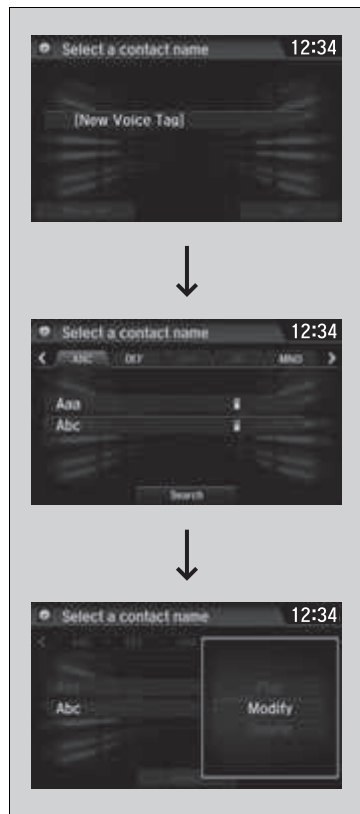 Select a contact name 12:34
[New Voice Tag]
Select a contact name 12:34
ABC DEF MNO
Aaa
Abc
Search
Select a contact name 12:34
Abc Modify